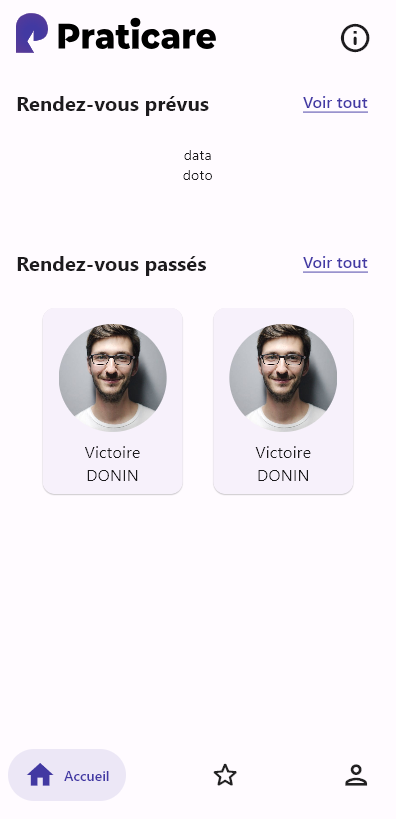 Praticare
Rendez-vous prévus
Voir tout
data
doto
Rendez-vous passés
Voir tout
Victoire
DONIN
Victoire
DONIN
Accueil